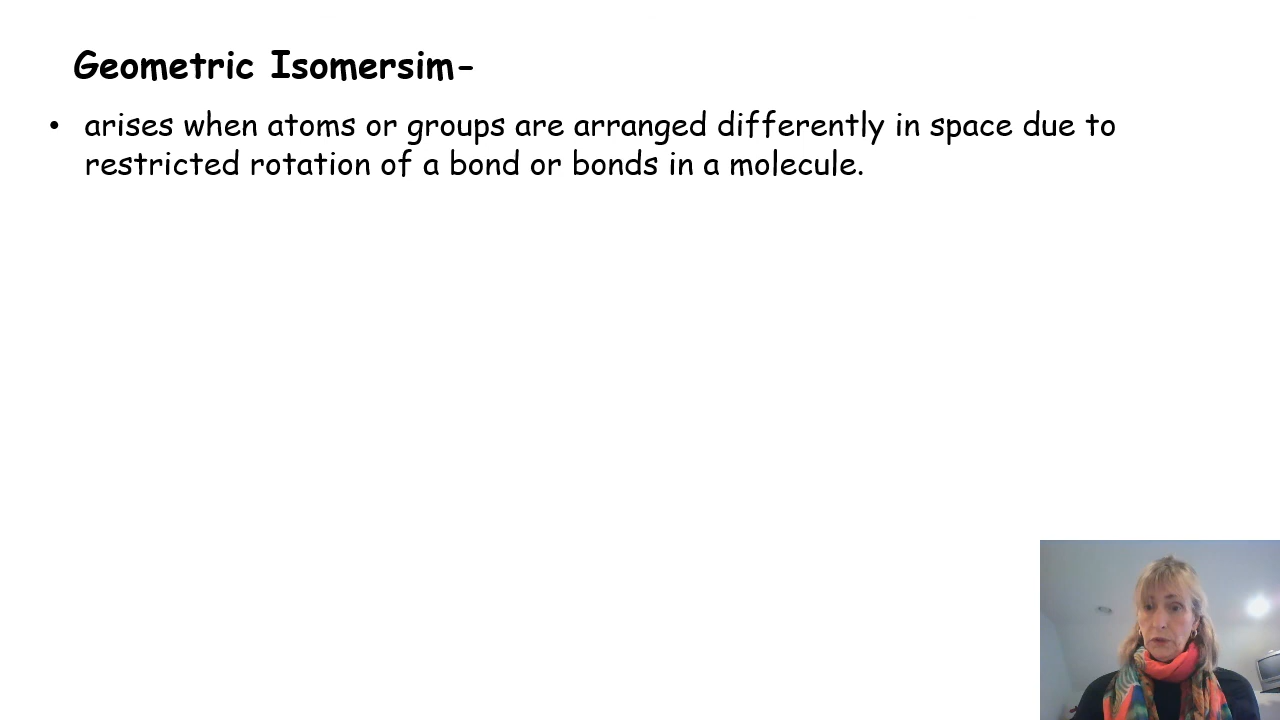 Geometric Isomersim-
• arises when atoms or groups are arranged differently in space due to
restricted rotation of a bond or bonds in a molecule.